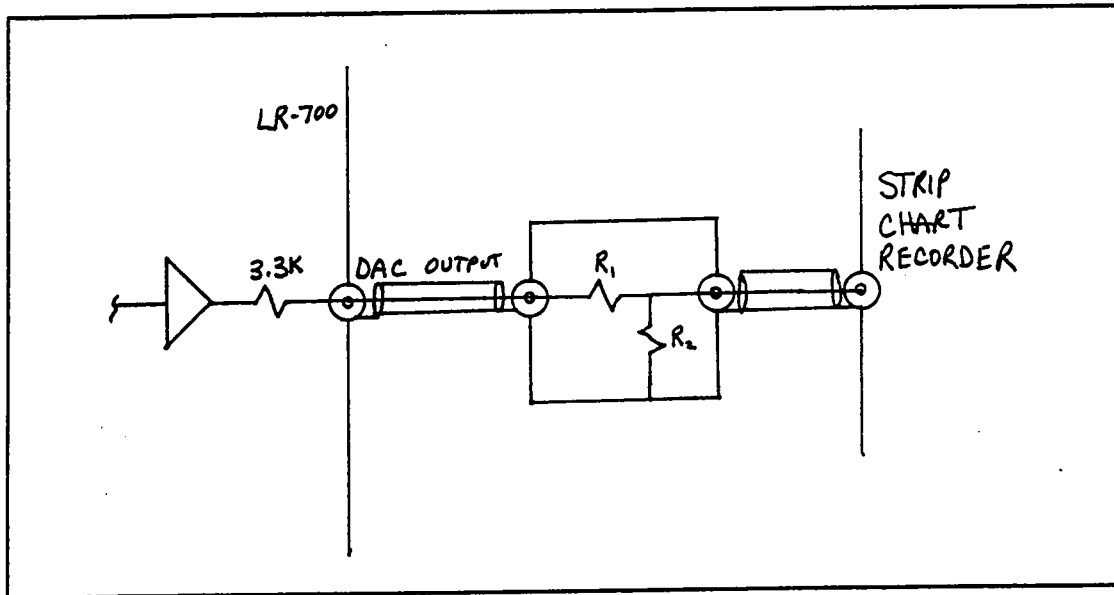 LR-700
3.3K
DAC OUTPUT
R1
R2
STRIP
CHART
RECORDER